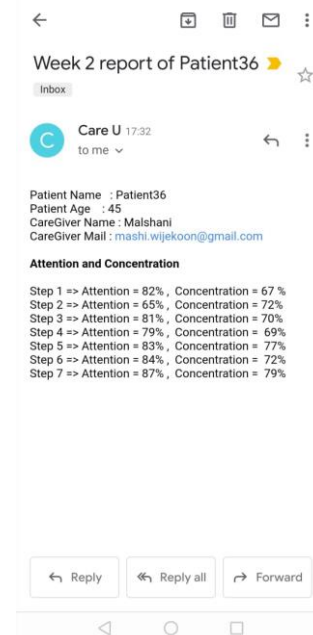 Week 2 report of Patient36
Inbox
C
Care U 17:32
to me
Patient Name : Patient36
Patient Age : 45
CareGiver Name : Malshani
CareGiver Mail : mashi.wijekoon@gmail.com
Attention and Concentration
Step 1 => Attention = 82% , Concentration = 67 %
Step 2 => Attention = 65% , Concentration = 72%
Step 3 => Attention = 81% , Concentration = 70%
Step 4 => Attention = 79% , Concentration = 69%
Step 5 => Attention = 83% , Concentration = 77%
Step 6 => Attention = 84% , Concentration = 72%
Step 7 => Attention = 87% , Concentration = 79%
Reply Reply all Forward